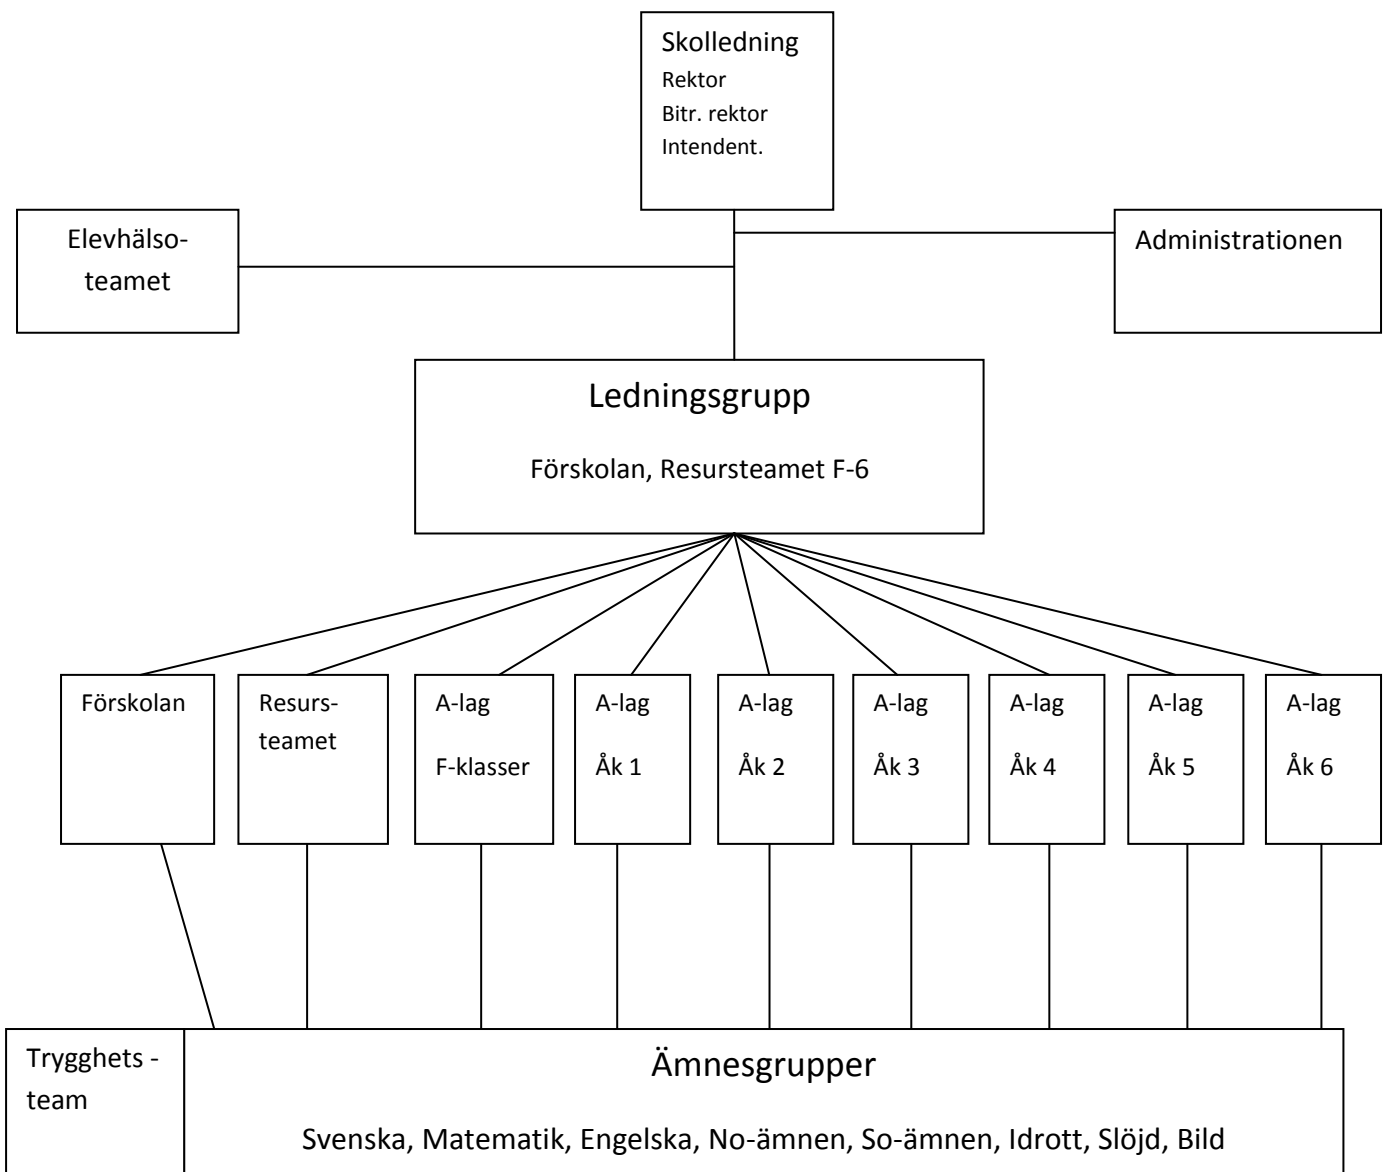 Skolledning
Rektor
Bitr. rektor
Intendent.
Elevhälso-
teamet
Administrationen
Ledningsgrupp
Förskolan, Resursteamet F-6
Förskolan
Resurs-
teamet
A-lag
F-klasser
A-lag
Åk 1
A-lag
Åk 2
A-lag
Åk 3
A-lag
Åk 4
A-lag
Åk 5
A-lag
Åk 6
Trygghets -
team
Ämnesgrupper
Svenska, Matematik, Engelska, No-ämnen, So-ämnen, Idrott, Slöjd, Bild